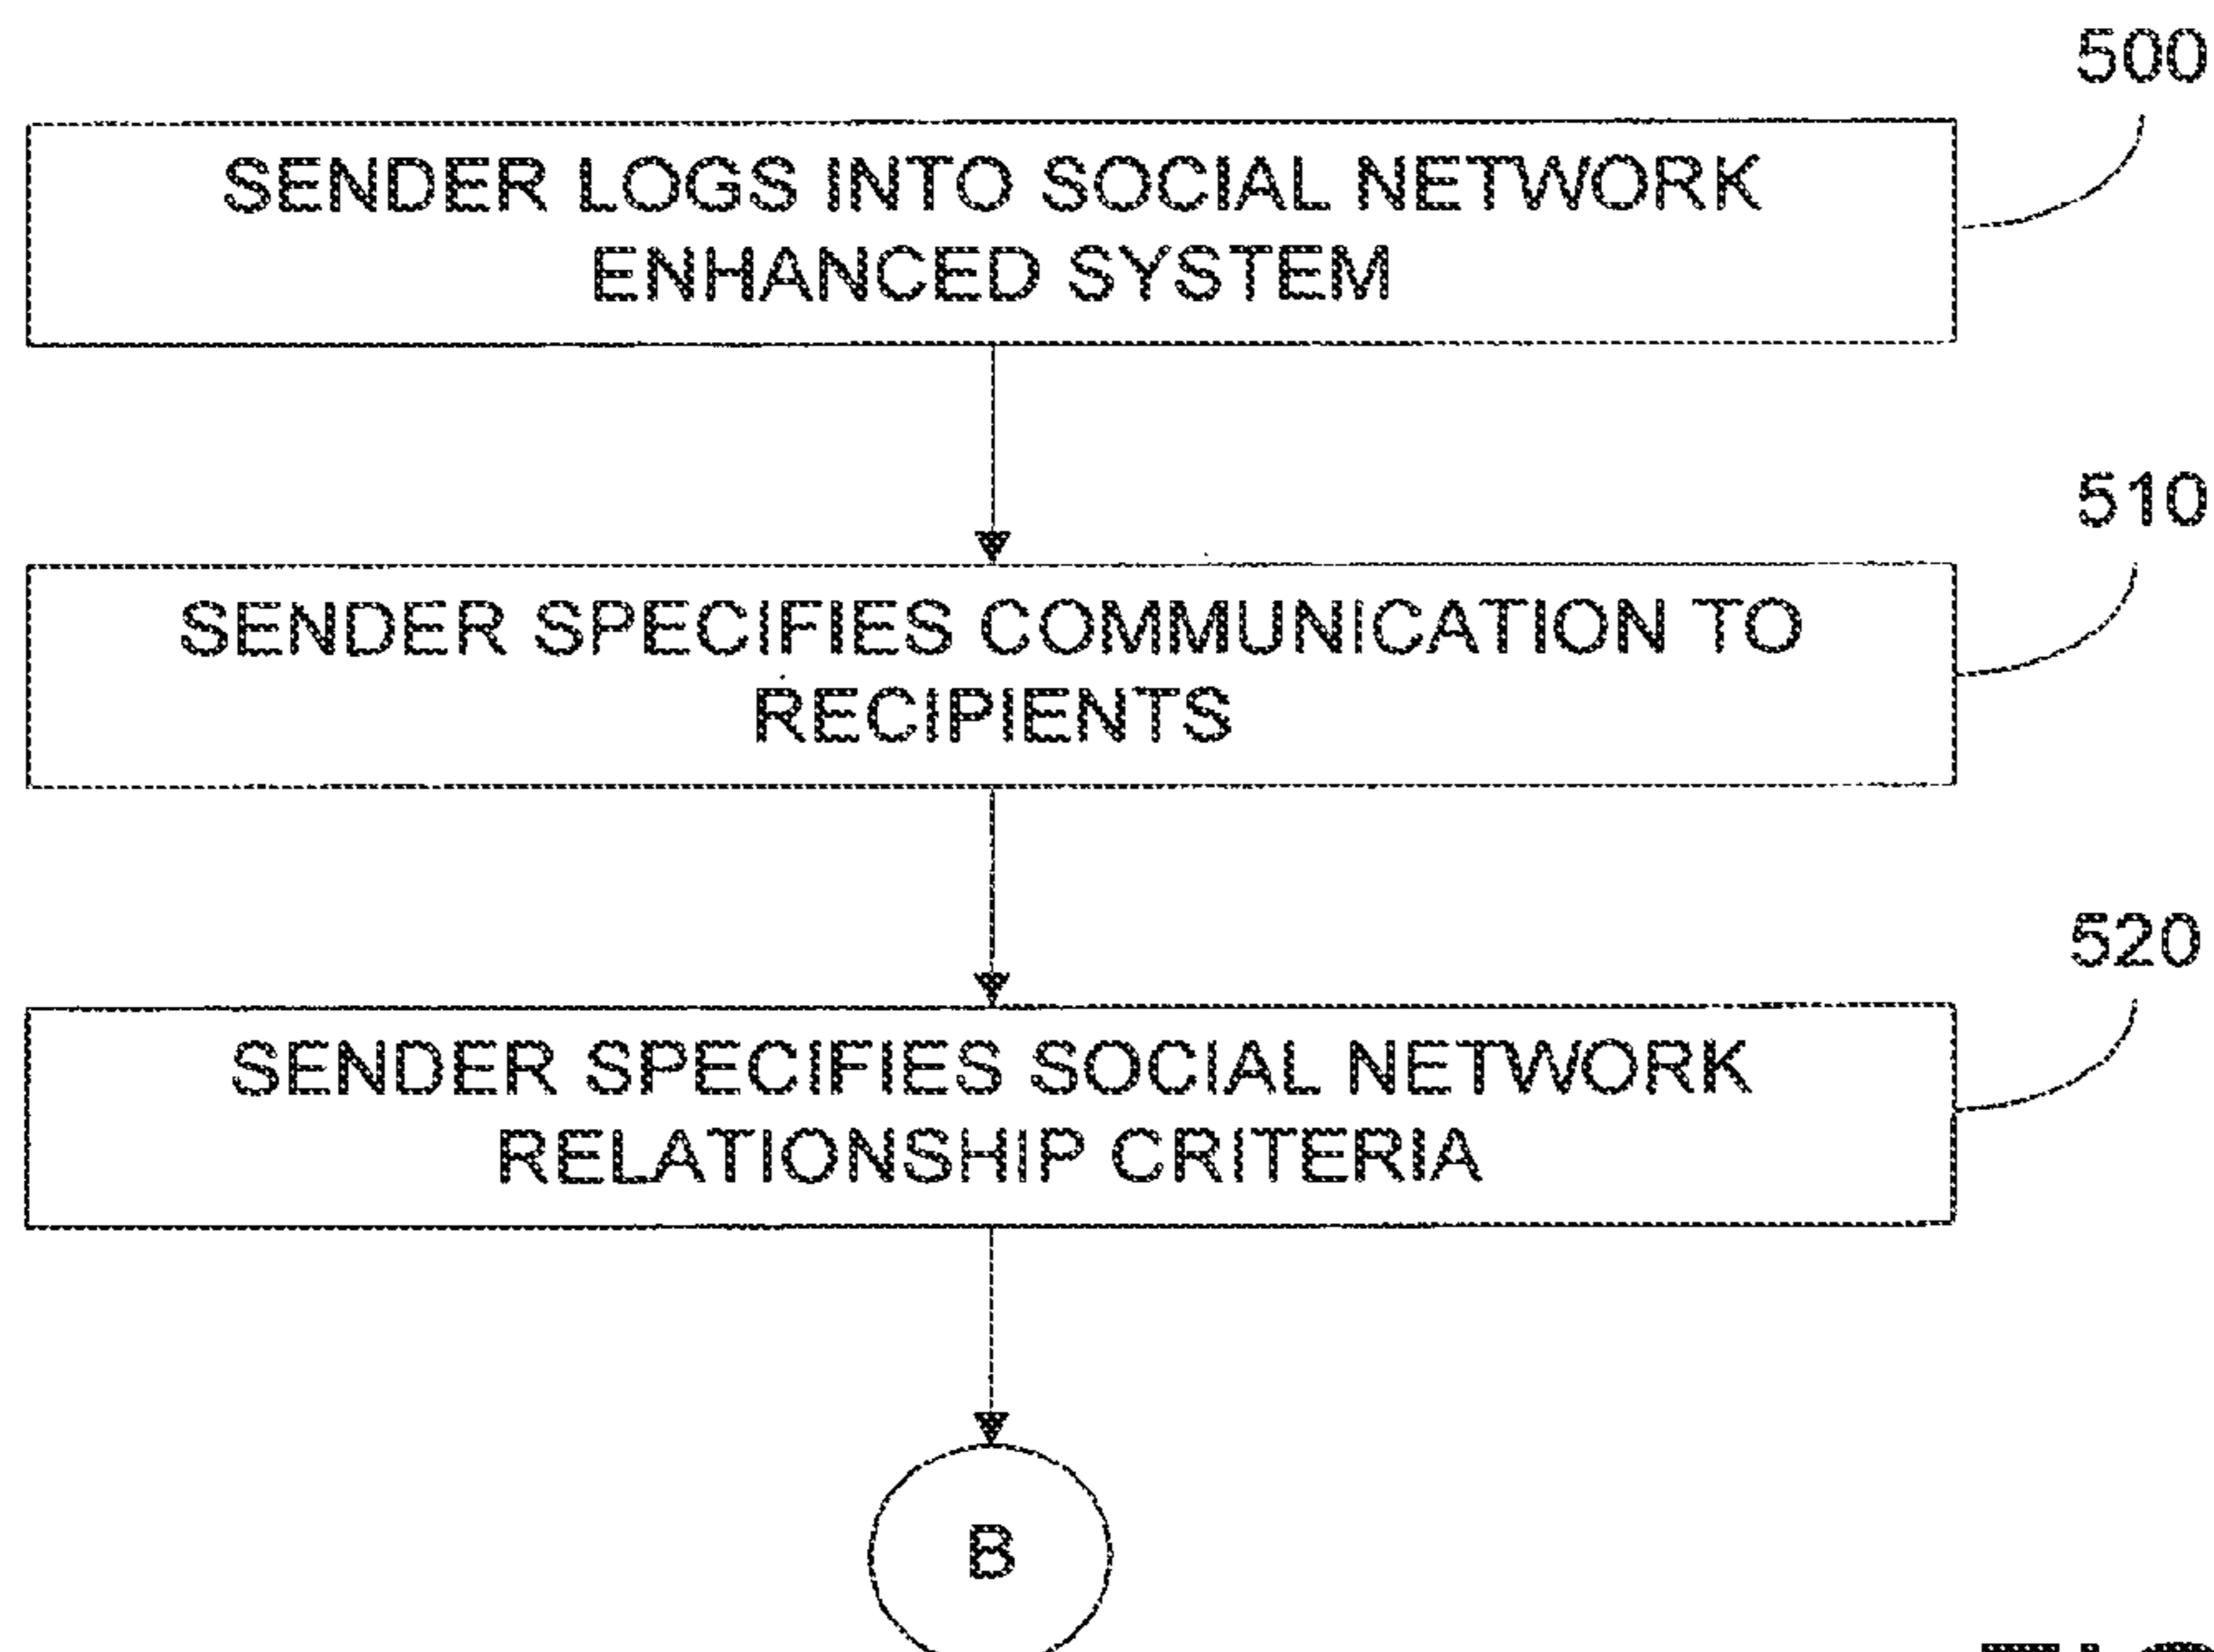 500
SENDER LOGS INTO SOCIAL NETWORK
ENHANCED SYSTEM
510
SENDER SPECIFIES COMMUNICATION TO
RECIPIENTS
520
SENDER SPECIFIES SOCIAL NETWORK
RELATIONSHIP CRITERIA
B